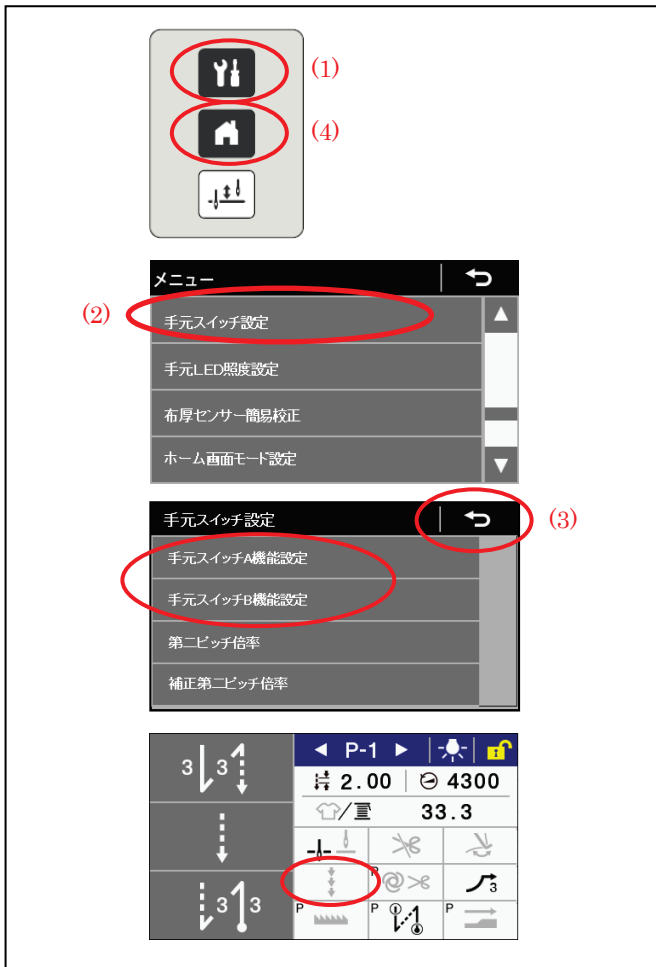 (1)
(4)
メニュー
(2)
手元スイッチ設定
手元LED照度設定
布厚センサー簡易校正
ホーム画面モード設定
手元スイッチ設定
(3)
手元スイッチA機能設定
手元スイッチB機能設定
第二ピッチ倍率
補正第二ピッチ倍率
3 3
◀ P-1 ▶
2.00 4300
/ 33.3
P
3
3 3
P P P